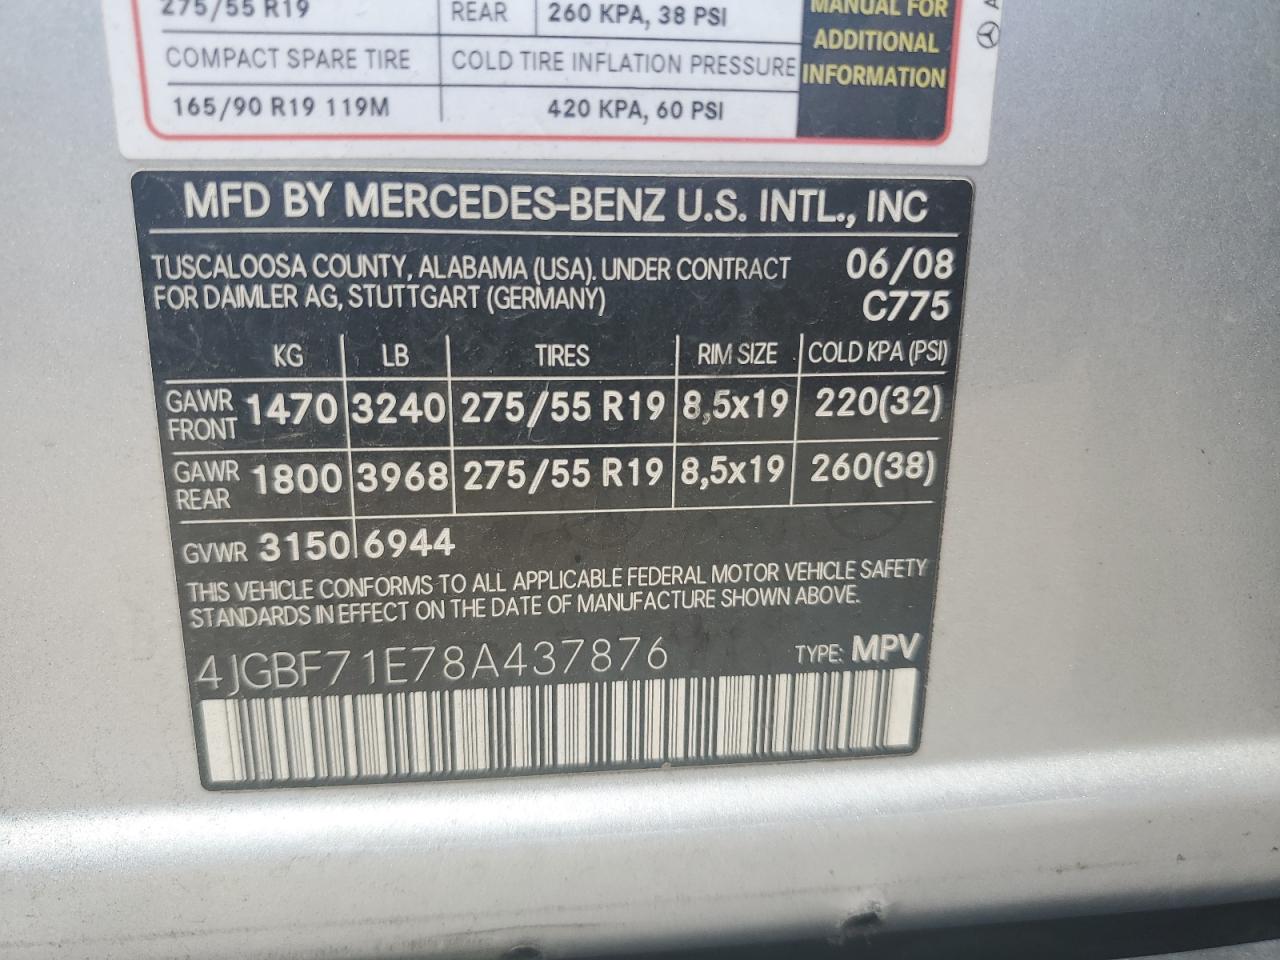 275/55 R19 REAR 260 KPA, 38 PSI MANUAL FOR
COMPACT SPARE TIRE COLD TIRE INFLATION PRESSURE ADDITIONAL
INFORMATION
165/90 R19 119M 420 KPA, 60 PSI
MFD BY MERCEDES-BENZ U.S. INTL., INC
TUSCALOOSA COUNTY, ALABAMA (USA). UNDER CONTRACT 06/08
FOR DAIMLER AG, STUTTGART (GERMANY) C775
KG LB TIRES RIM SIZE COLD KPA (PSI)
GAWR FRONT 1470 3240 275/55 R19 8,5x19 220(32)
GAWR REAR 1800 3968 275/55 R19 8,5x19 260(38)
GVWR 3150 6944
THIS VEHICLE CONFORMS TO ALL APPLICABLE FEDERAL MOTOR VEHICLE SAFETY
STANDARDS IN EFFECT ON THE DATE OF MANUFACTURE SHOWN ABOVE.
4JGBF71E78A437876 TYPE: MPV